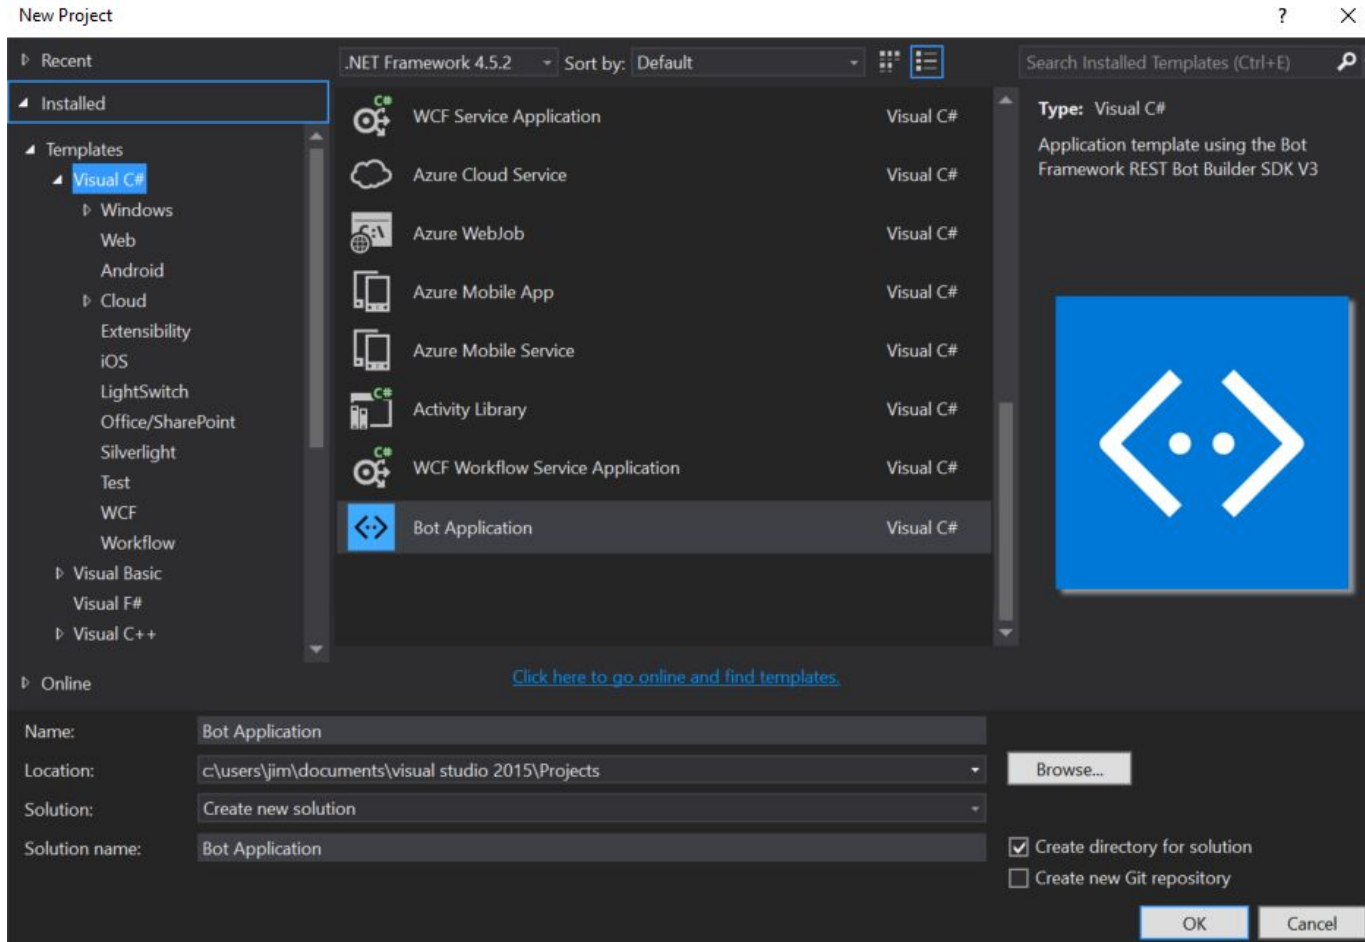 New Project
Recent
.NET Framework 4.5.2 Sort by: Default
Search Installed Templates (Ctrl+E)
Installed
Templates
Visual C#
Windows
Web
Android
Cloud
Extensibility
iOS
LightSwitch
Office/SharePoint
Silverlight
Test
WCF
Workflow
Visual Basic
Visual F#
Visual C++
Online
WCF Service Application Visual C#
Azure Cloud Service Visual C#
Azure WebJob Visual C#
Azure Mobile App Visual C#
Azure Mobile Service Visual C#
Activity Library Visual C#
WCF Workflow Service Application Visual C#
Bot Application Visual C#
Click here to go online and find templates.
Type: Visual C#
Application template using the Bot
Framework REST Bot Builder SDK V3
Name: Bot Application
Location: c:\users\jim\documents\visual studio 2015\Projects
Browse...
Solution: Create new solution
Solution name: Bot Application
Create directory for solution
Create new Git repository
OK Cancel